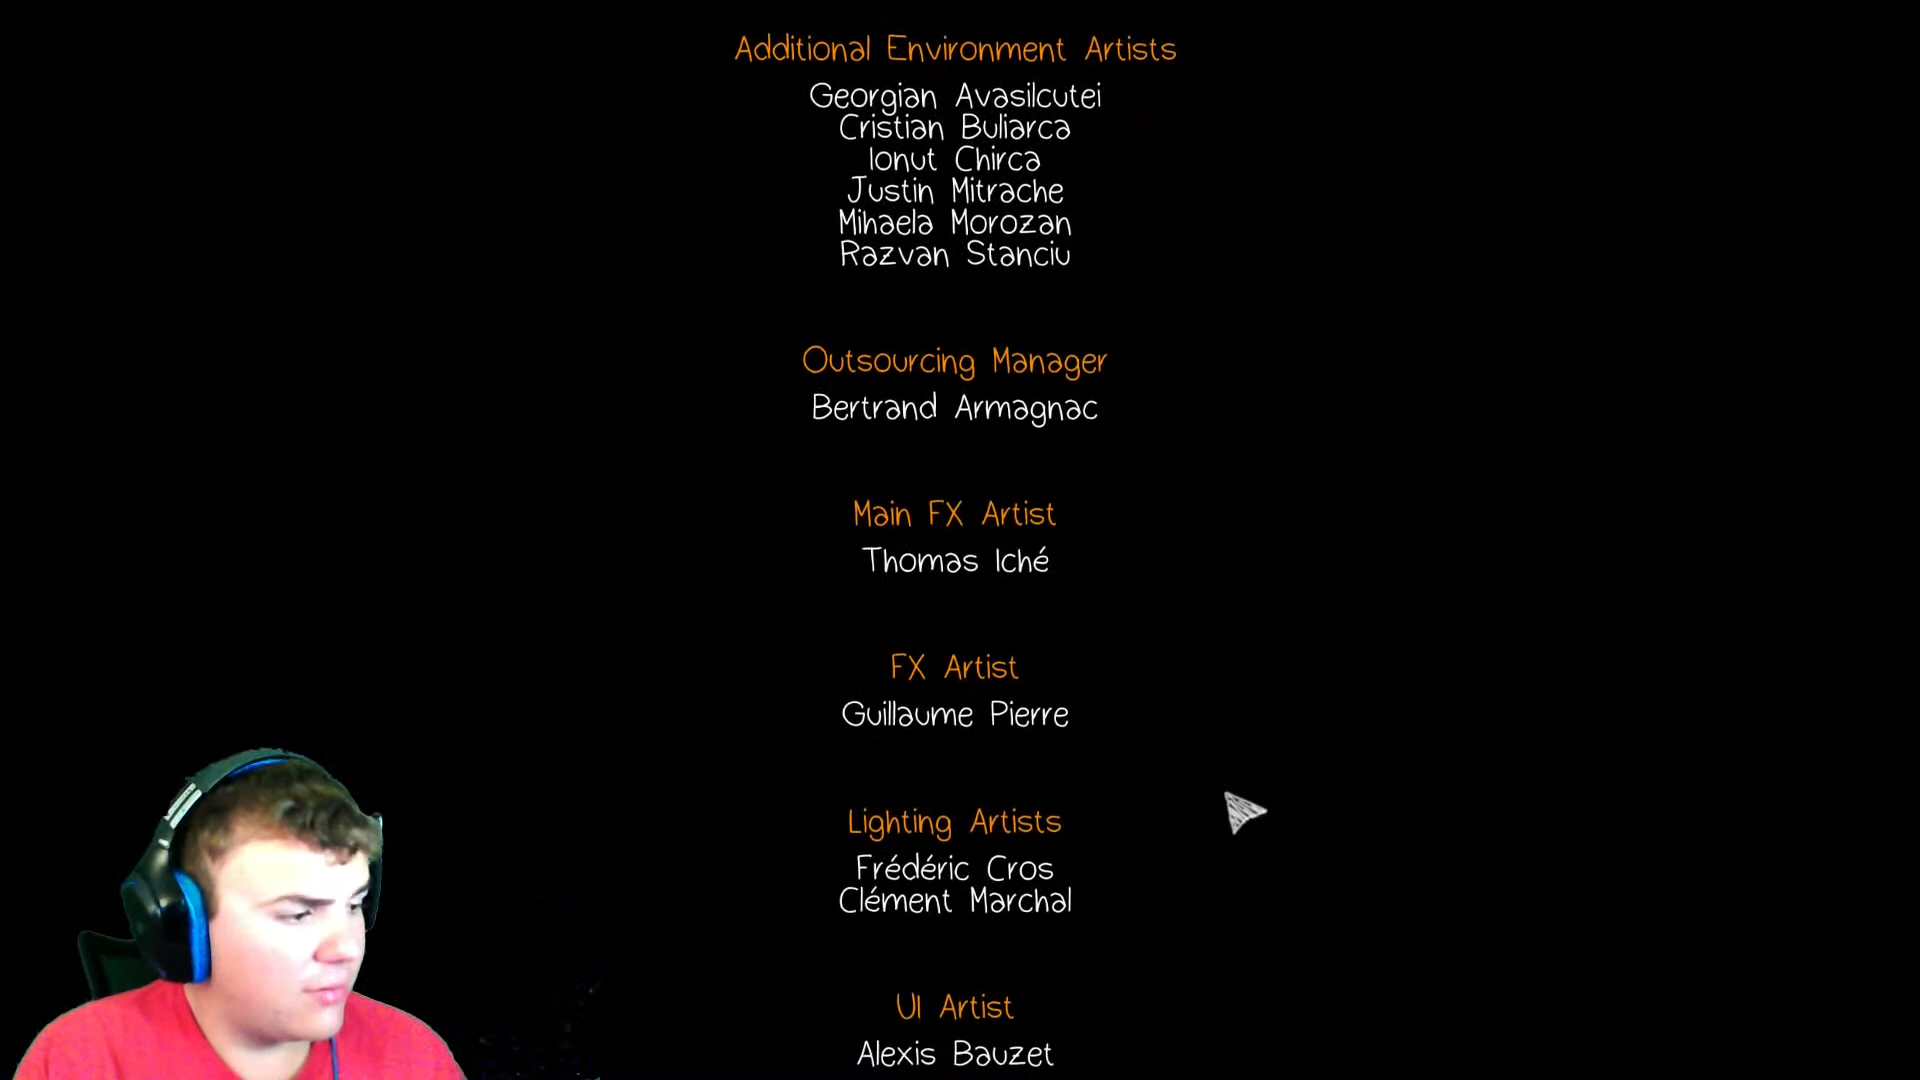 Additional Environment Artists
Georgian Avasilcutei
Cristian Buliarca
Ionut Chirca
Justin Mitrache
Mihaela Morozan
Razvan Stanciu
Outsourcing Manager
Bertrand Armagnac
Main FX Artist
Thomas Iché
FX Artist
Guillaume Pierre
Lighting Artists
Frédéric Cros
Clément Marchal
UI Artist
Alexis Bauzet